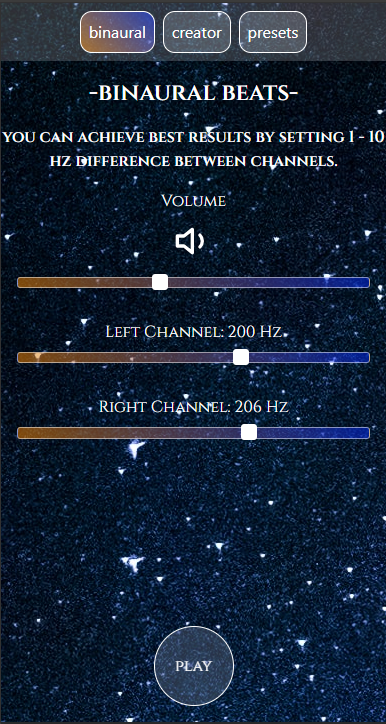 binaural creator presets
-BINAURAL BEATS-
YOU CAN ACHIEVE BEST RESULTS BY SETTING 1 - 10
HZ DIFFERENCE BETWEEN CHANNELS.
Volume
Left Channel: 200 Hz
Right Channel: 206 Hz
PLAY